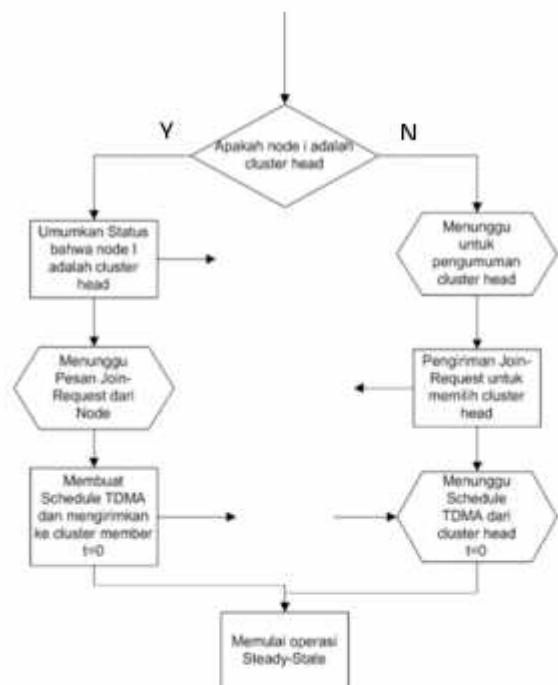 Y
N
Apakah node i adalah
cluster head
Umumkan Status
bahwa node I
adalah cluster
head
Menunggu
untuk
pengumuman
cluster head
Menunggu
Pesan Join-
Request dari
Node
Pengiriman Join-
Request untuk
memilih cluster
head
Membuat
Schedule TDMA
dan mengirimkan
ke cluster member
t=0
Menunggu
Schedule
TDMA dari
cluster head
t=0
Memulai operasi
Steady-State